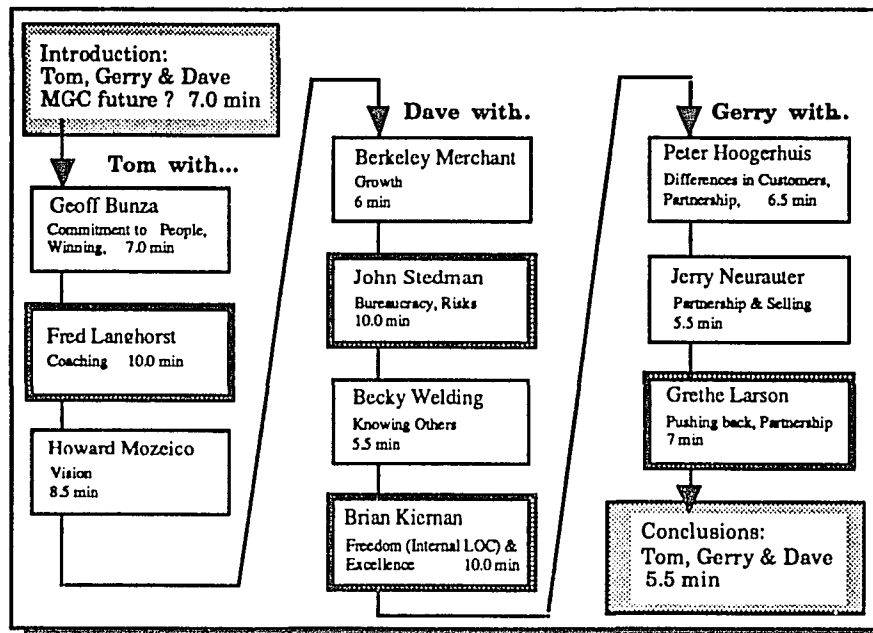 Introduction:
Tom, Gerry & Dave
MGC future ? 7.0 min
Tom with...
Geoff Bunza
Commitment to People,
Winning, 7.0 min
Fred Langhorst
Coaching 10.0 min
Howard Mozeico
Vision
8.5 min
Dave with.
Berkeley Merchant
Growth
6 min
John Stedman
Bureaucracy, Risks
10.0 min
Becky Welding
Knowing Others
5.5 min
Brian Kiernan
Freedom (Internal LOC) &
Excellence 10.0 min
Gerry with.
Peter Hoogerhuis
Differences in Customers,
Partnership, 6.5 min
Jerry Neurauter
Partnership & Selling
5.5 min
Grethe Larson
Pushing back, Partnership
7 min
Conclusions:
Tom, Gerry & Dave
5.5 min